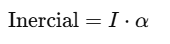 Inercial = I · α